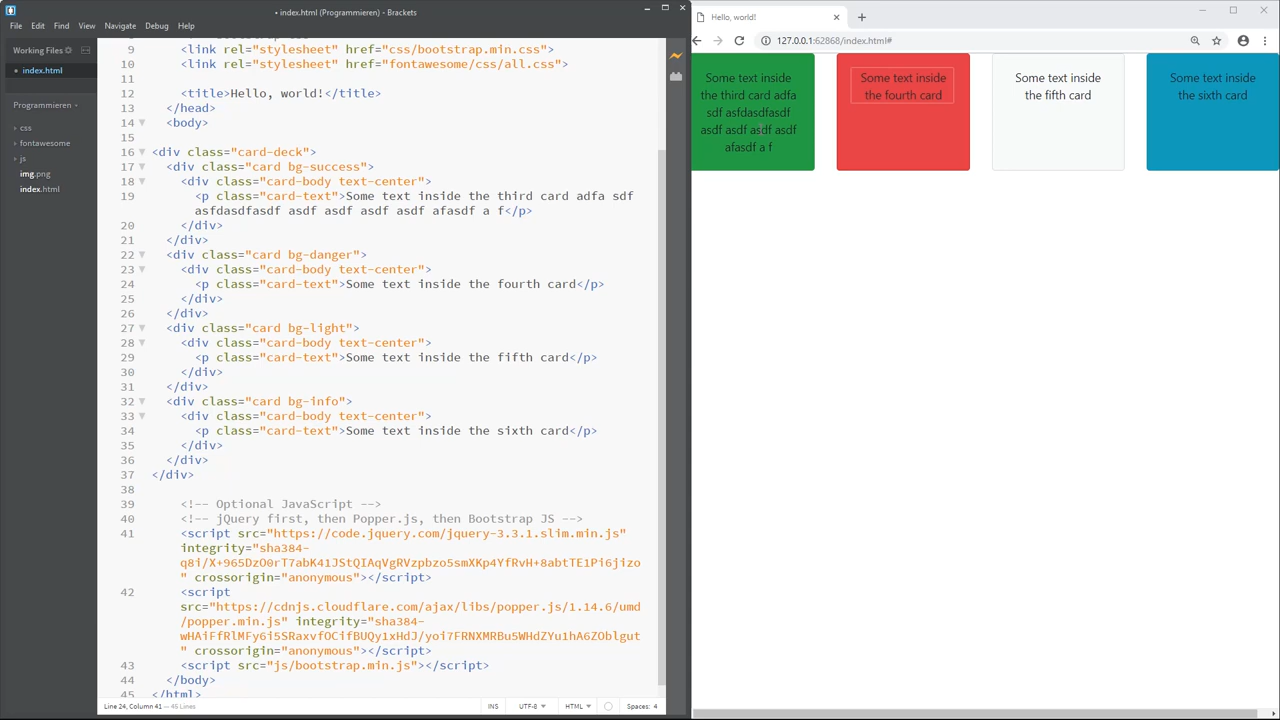 • index.html (Programmieren) - Brackets
File Edit Find View Navigate Debug Help
Working Files
• index.html
Programmieren
css
fontawesome
js
img.png
index.html
9 <link rel="stylesheet" href="css/bootstrap.min.css">
10 <link rel="stylesheet" href="fontawesome/css/all.css">
11
12 <title>Hello, world!</title>
13 </head>
14 <body>
15
16 <div class="card-deck">
17 <div class="card bg-success">
18 <div class="card-body text-center">
19 <p class="card-text">Some text inside the third card adfa sdf
asfdasdfasdf asdf asdf asdf asdf afasdf a f</p>
20 </div>
21 </div>
22 <div class="card bg-danger">
23 <div class="card-body text-center">
24 <p class="card-text">Some text inside the fourth card</p>
25 </div>
26 </div>
27 <div class="card bg-light">
28 <div class="card-body text-center">
29 <p class="card-text">Some text inside the fifth card</p>
30 </div>
31 </div>
32 <div class="card bg-info">
33 <div class="card-body text-center">
34 <p class="card-text">Some text inside the sixth card</p>
35 </div>
36 </div>
37 </div>
38
39 <!-- Optional JavaScript -->
40 <!-- jQuery first, then Popper.js, then Bootstrap JS -->
41 <script src="https://code.jquery.com/jquery-3.3.1.slim.min.js"
integrity="sha384-
q8i/X+965DzO0rT7abK41JStQIAqVgRVzpbzo5smXKp4YfRvH+8abtTE1Pi6jizo
" crossorigin="anonymous"></script>
42 <script
src="https://cdnjs.cloudflare.com/ajax/libs/popper.js/1.14.6/umd
/popper.min.js" integrity="sha384-
wHAiFfRlMFy6i5SRaxvfOCifBUQy1xHdJ/yoi7FRNXMRBu5WHdZYu1hA6ZOblgut
" crossorigin="anonymous"></script>
43 <script src="js/bootstrap.min.js"></script>
44 </body>
45 </html>
Line 24, Column 41 — 45 Lines
INS UTF-8 HTML Spaces: 4
Hello, world!
127.0.0.1:62868/index.html#
Some text inside
the third card adfa
sdf asfdasdfasdf
asdf asdf asdf asdf
afasdf a f
Some text inside
the fourth card
Some text inside
the fifth card
Some text inside
the sixth card